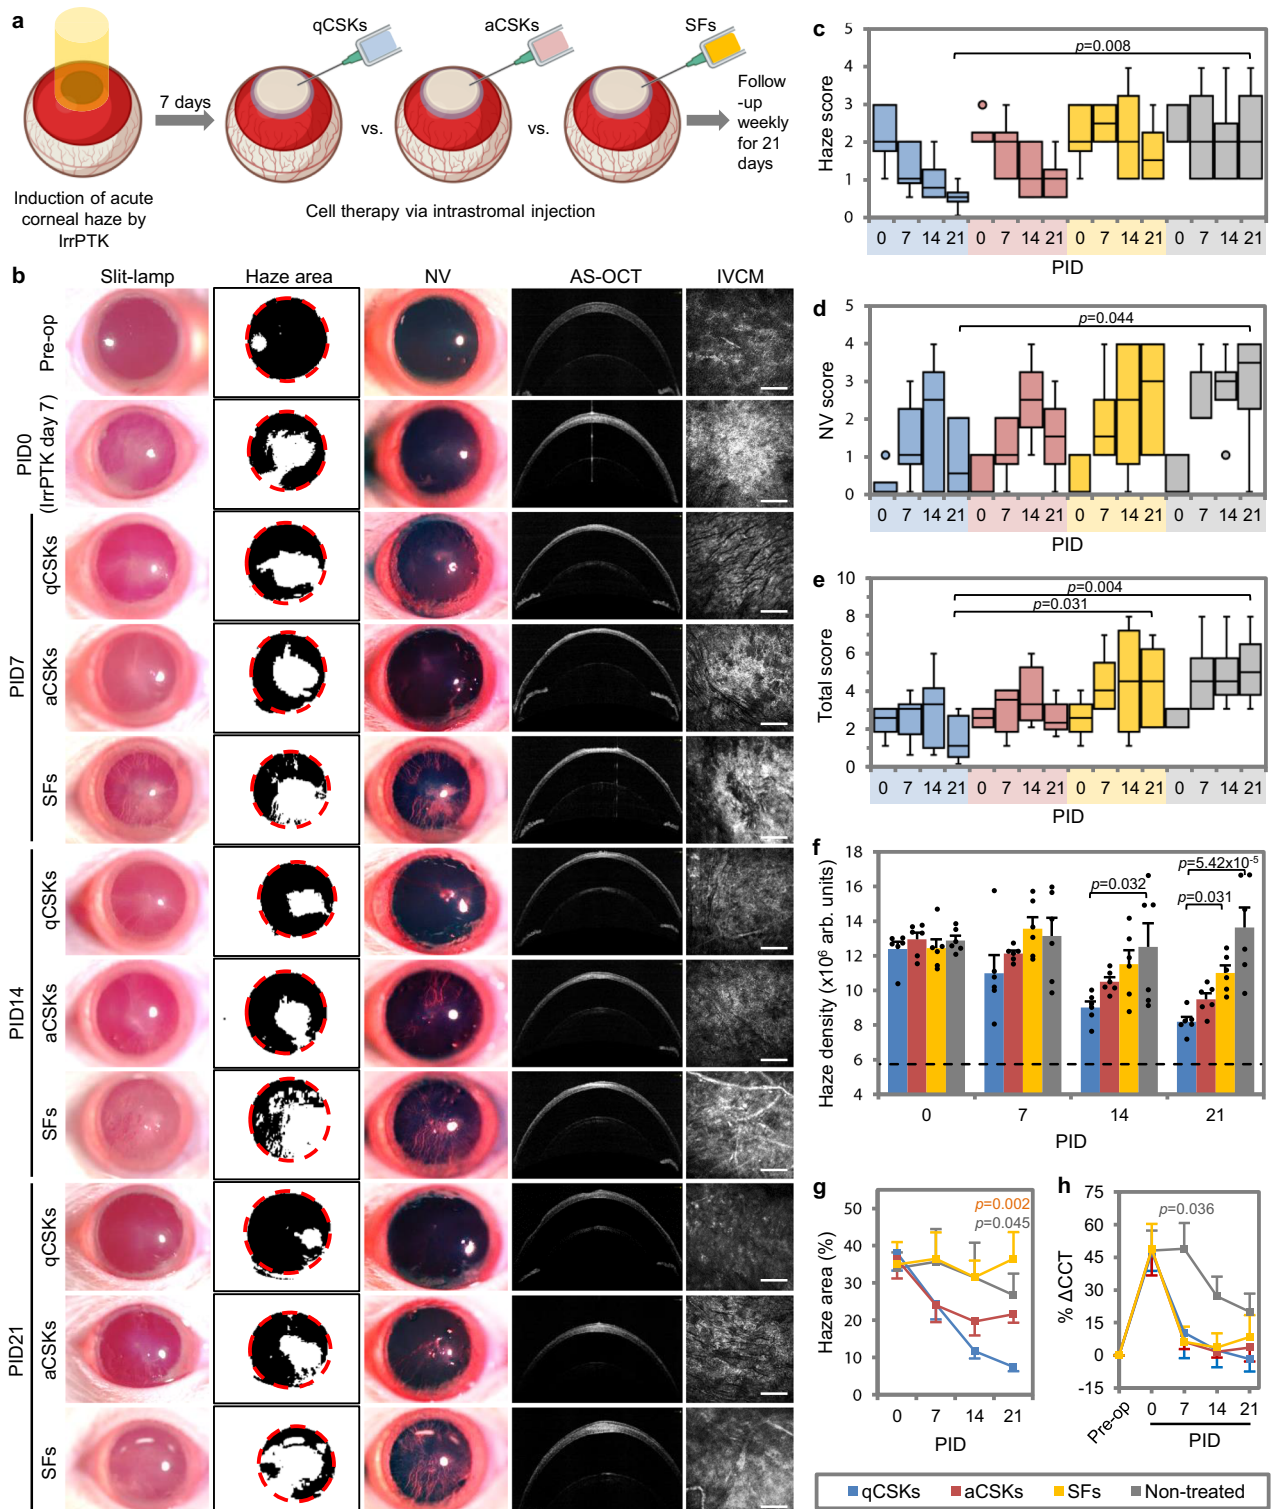 a
qCSKs
aCSKs
SFs
7 days
vs.
vs.
Follow
-up
weekly
for 21
days
Induction of acute
corneal haze by
IrrPTK
Cell therapy via intrastromal injection
b
Slit-lamp Haze area NV AS-OCT IVCM
Pre-op
PID0
(IrrPTK day 7)
PID7
qCSKs
aCSKs
SFs
PID14
qCSKs
aCSKs
SFs
PID21
qCSKs
aCSKs
SFs
c
Haze score
5
4
3
2
1
0
p=0.008
0 7 14 21 0 7 14 21 0 7 14 21 0 7 14 21
PID
d
NV score
5
4
3
2
1
0
p=0.044
0 7 14 21 0 7 14 21 0 7 14 21 0 7 14 21
PID
e
Total score
10
8
6
4
2
0
p=0.004
p=0.031
0 7 14 21 0 7 14 21 0 7 14 21 0 7 14 21
PID
f
Haze density (x10⁶ arb. units)
18
16
14
12
10
8
6
4
p=0.032
p=5.42x10⁻⁵
p=0.031
0 7 14 21
PID
g
Haze area (%)
50
40
30
20
10
0
p=0.002
p=0.045
0 7 14 21
PID
h
% ΔCCT
75
60
45
30
15
0
-15
p=0.036
Pre-op 0 7 14 21
PID
qCSKs aCSKs SFs Non-treated